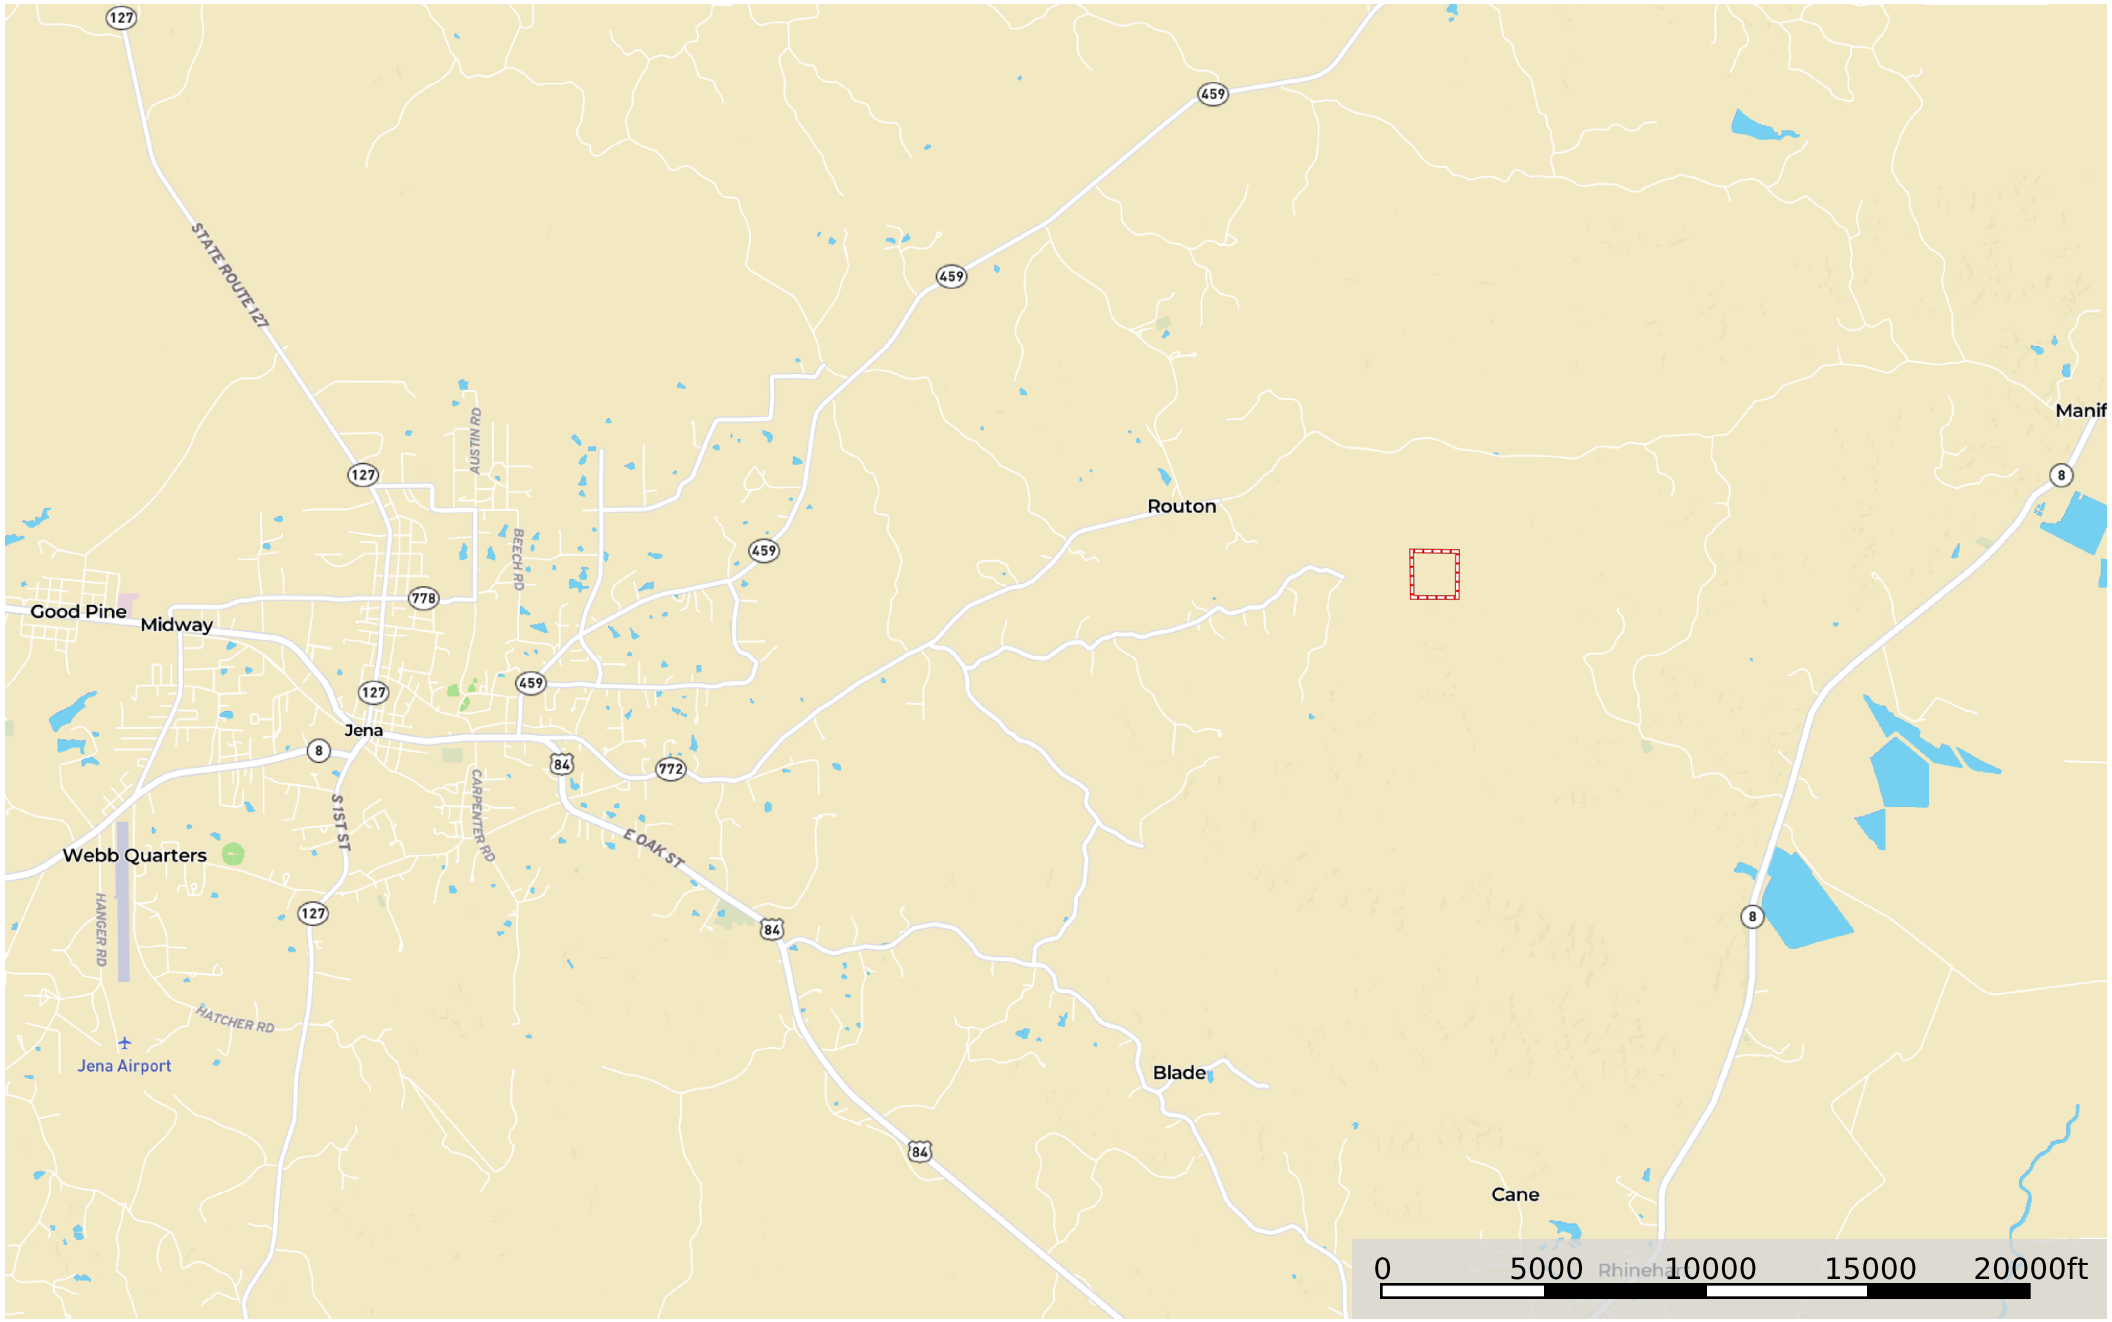 127
459
STATE ROUTE 127
459
Manif
AUSTIN RD
127
8
Routon
BEECH RD
459
778
Good Pine
Midway
459
127
Jena
8
84
772
S 1ST ST
CARPENTER RD
E OAK ST
Webb Quarters
HANGER RD
127
84
8
HATCHER RD
Jena Airport
Blade
84
Cane
Rhinehar
0 5000 10000 15000 20000ft